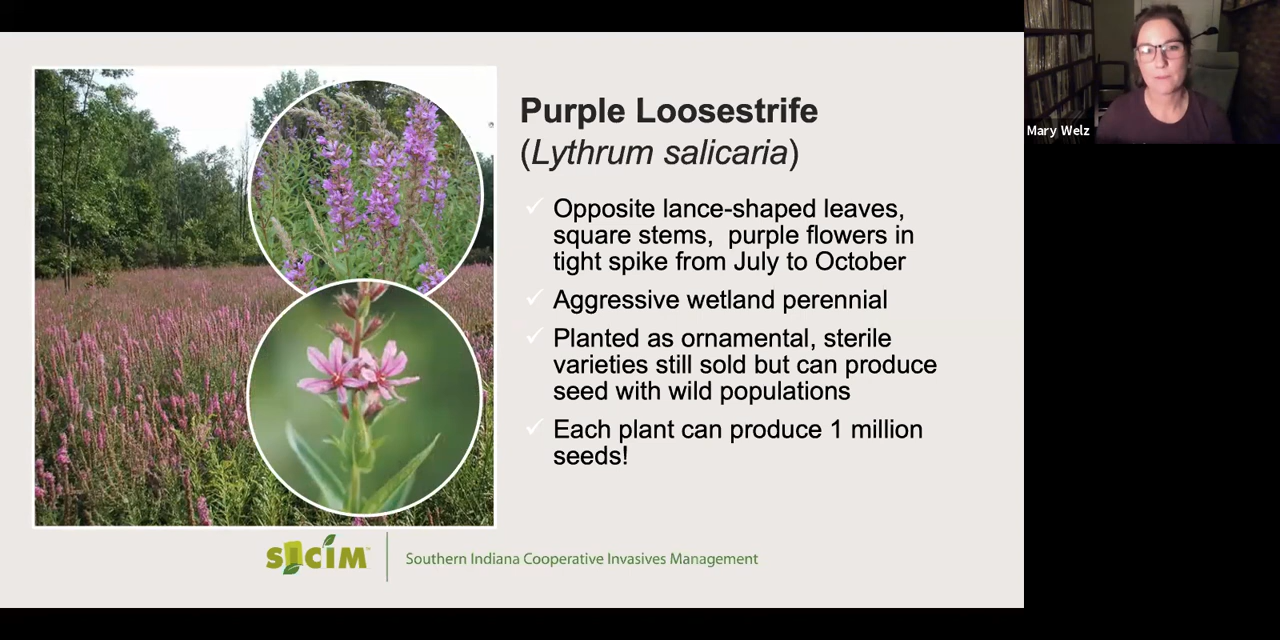 Purple Loosestrife
(Lythrum salicaria)
Opposite lance-shaped leaves,
square stems, purple flowers in
tight spike from July to October
Aggressive wetland perennial
Planted as ornamental, sterile
varieties still sold but can produce
seed with wild populations
Each plant can produce 1 million
seeds!
SICIM™
Southern Indiana Cooperative Invasives Management
Mary Welz